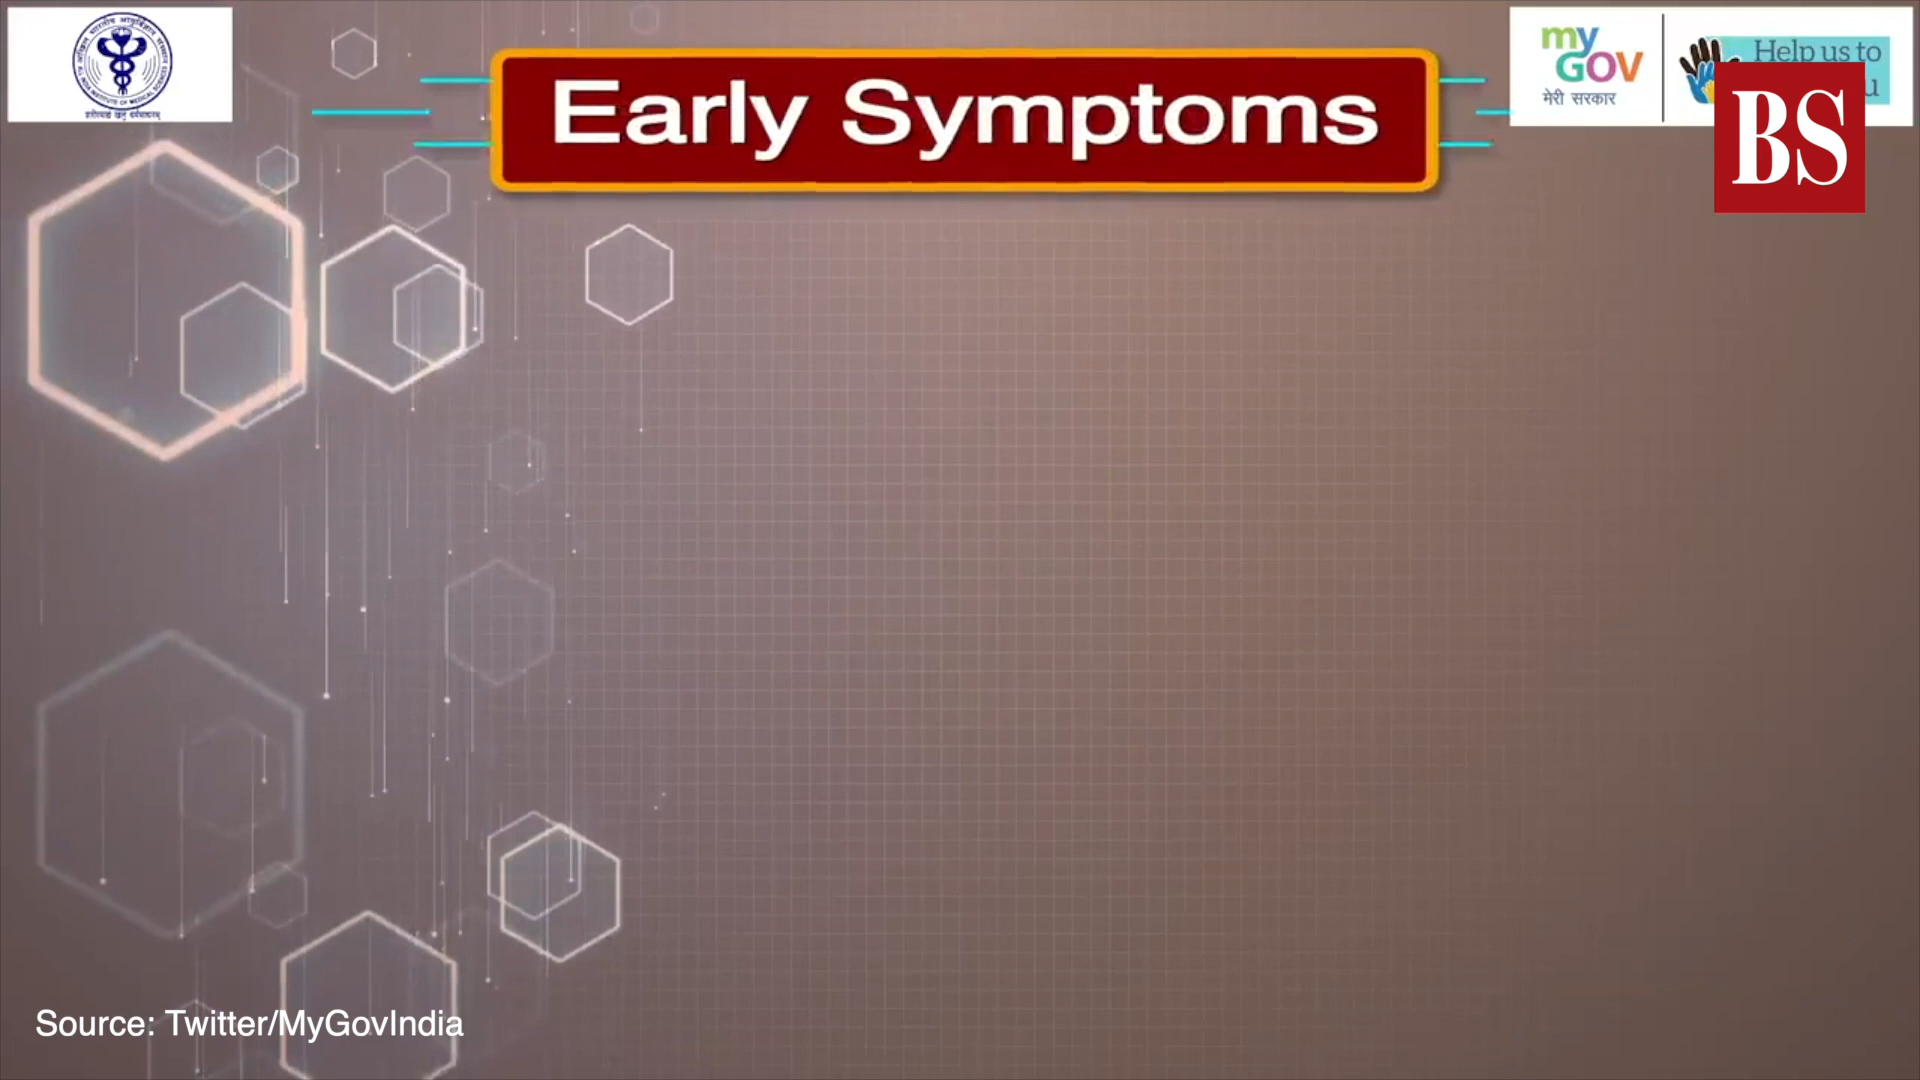 Early Symptoms
my
GOV
मेरी सरकार
Help us to
u
BS
Source: Twitter/MyGovIndia